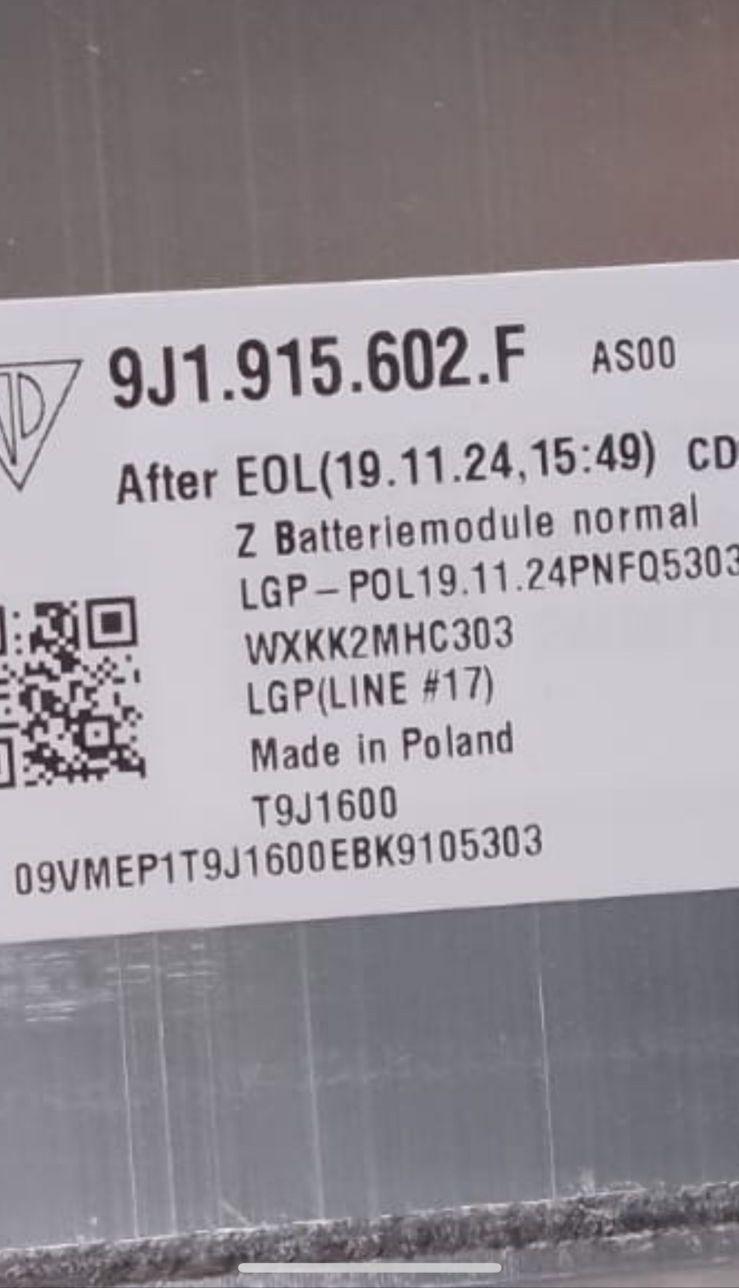 9J1.915.602.F AS00
After EOL(19.11.24,15:49) CD
Z Batteriemodule normal
LGP-POL19.11.24PNFQ5303
WXKK2MHC303
LGP(LINE #17)
Made in Poland
T9J1600
09VMEP1T9J1600EBK9105303